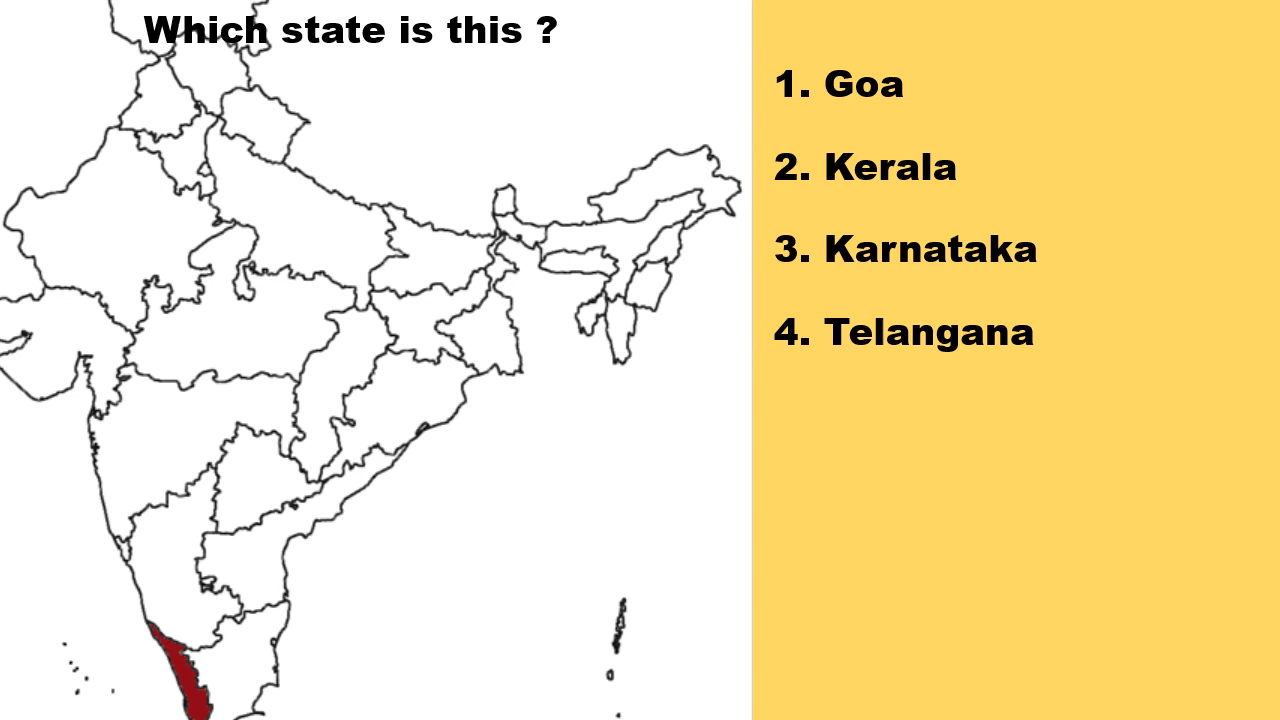 Which state is this ?
1. Goa
2. Kerala
3. Karnataka
4. Telangana